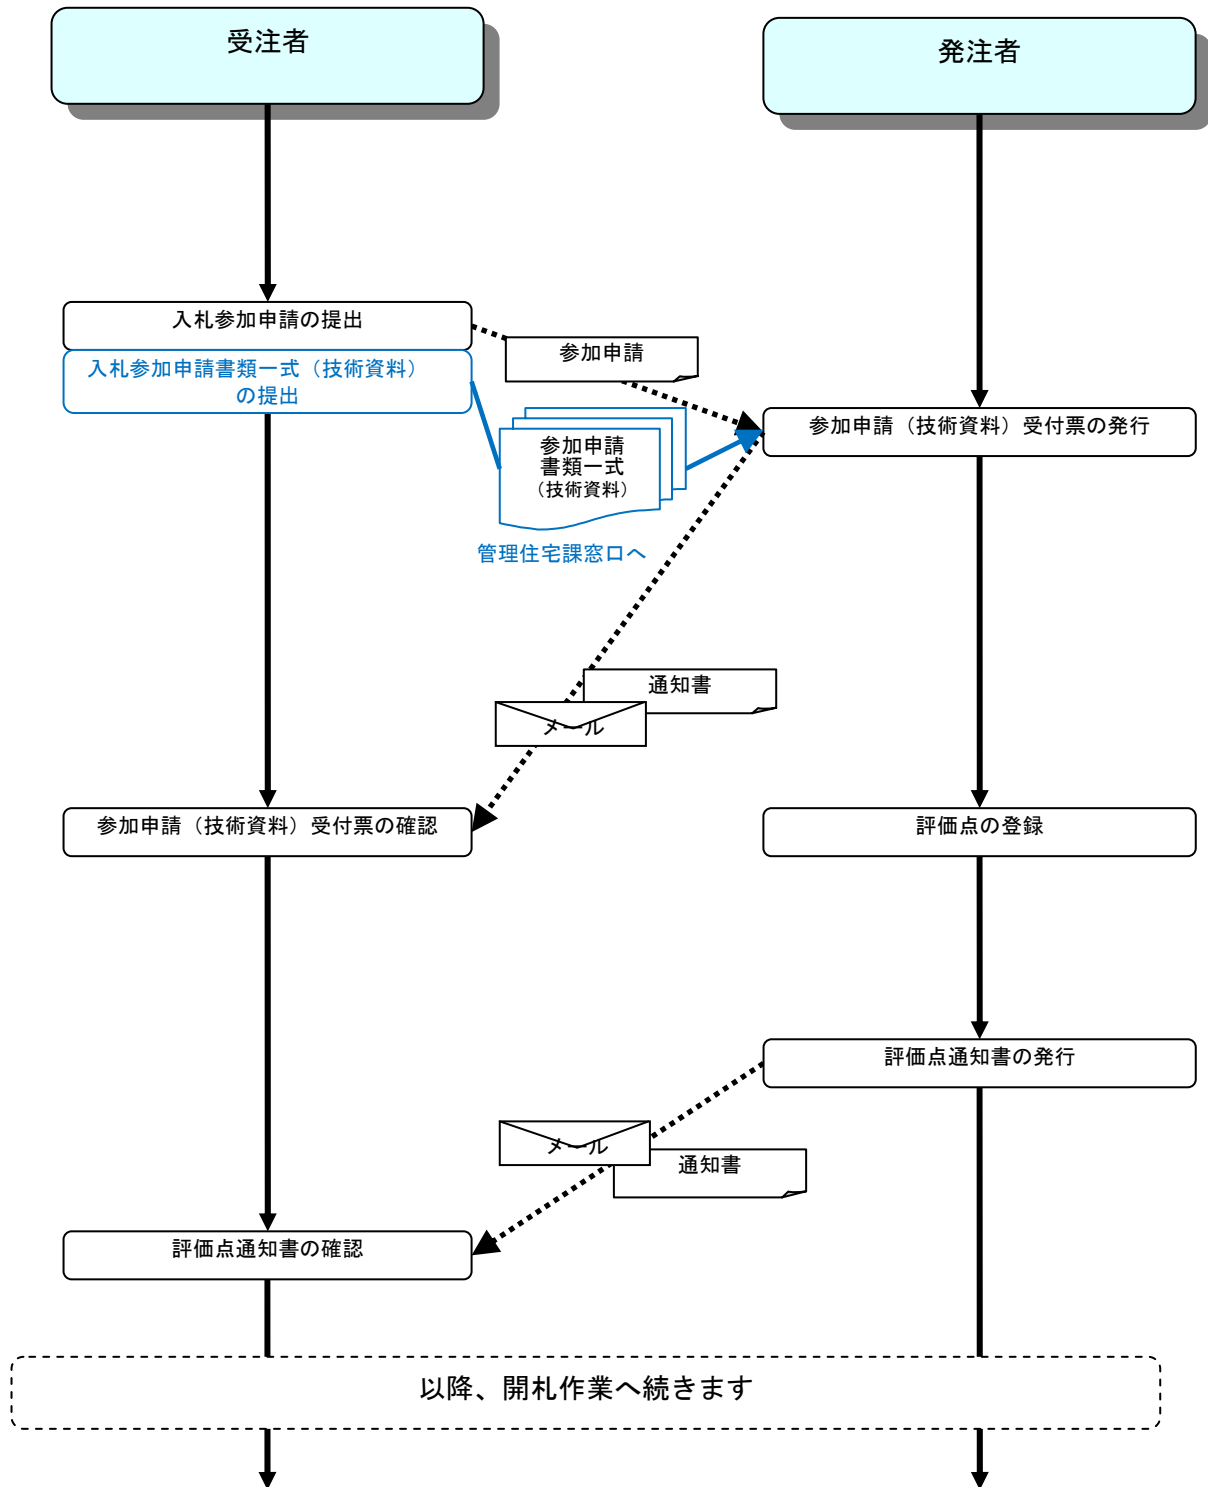 受注者
発注者
入札参加申請の提出
入札参加申請書類一式（技術資料）
の提出
参加申請
参加申請（技術資料）受付票の発行
参加申請
書類一式
（技術資料）
管理住宅課窓口へ
通知書
メール
参加申請（技術資料）受付票の確認
評価点の登録
評価点通知書の発行
メール
通知書
評価点通知書の確認
以降、開札作業へ続きます